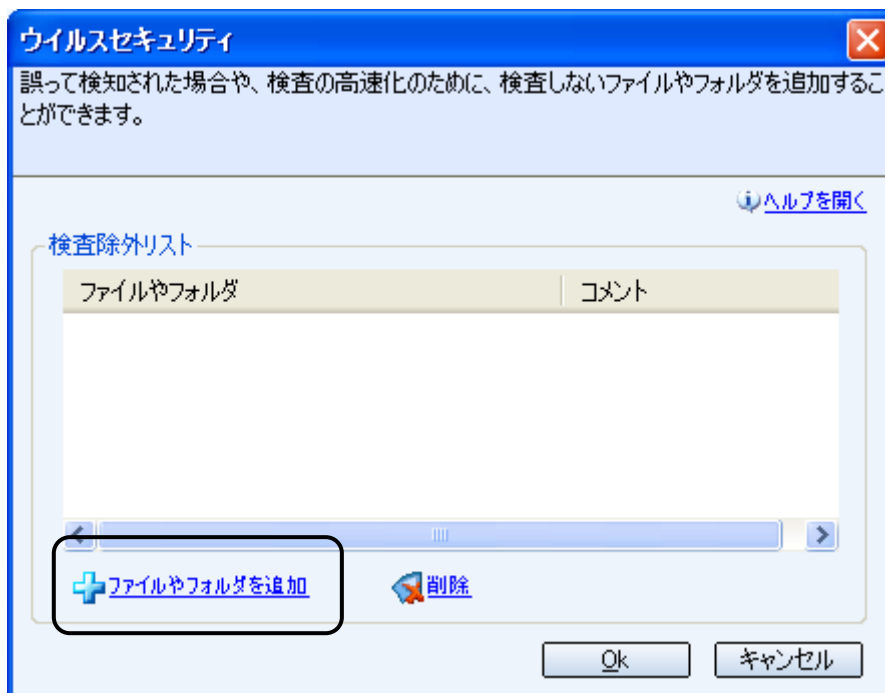 ウイルスセキュリティ
誤って検知された場合や、検査の高速化のために、検査しないファイルやフォルダを追加するこ
とができます。
ヘルプを開く
検査除外リスト
ファイルやフォルダ コメント
ファイルやフォルダを追加 削除
Ok キャンセル